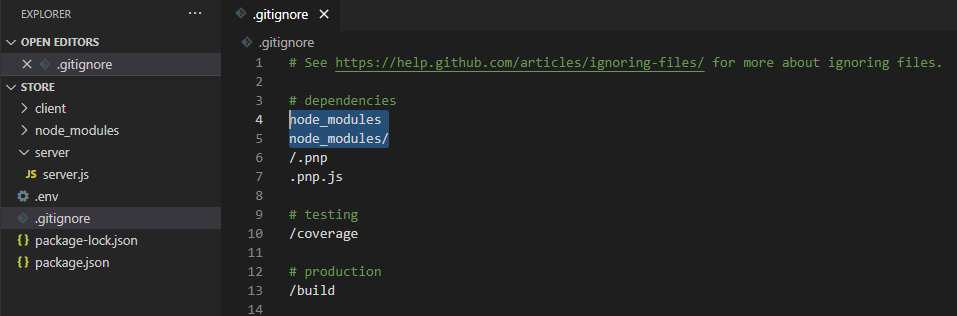 EXPLORER ...
OPEN EDITORS
.gitignore
STORE
client
node_modules
server
JS server.js
.env
.gitignore
{} package-lock.json
{} package.json
.gitignore
.gitignore
1 # See https://help.github.com/articles/ignoring-files/ for more about ignoring files.
2
3 # dependencies
4 node_modules
5 node_modules/
6 /.pnp
7 .pnp.js
8
9 # testing
10 /coverage
11
12 # production
13 /build
14